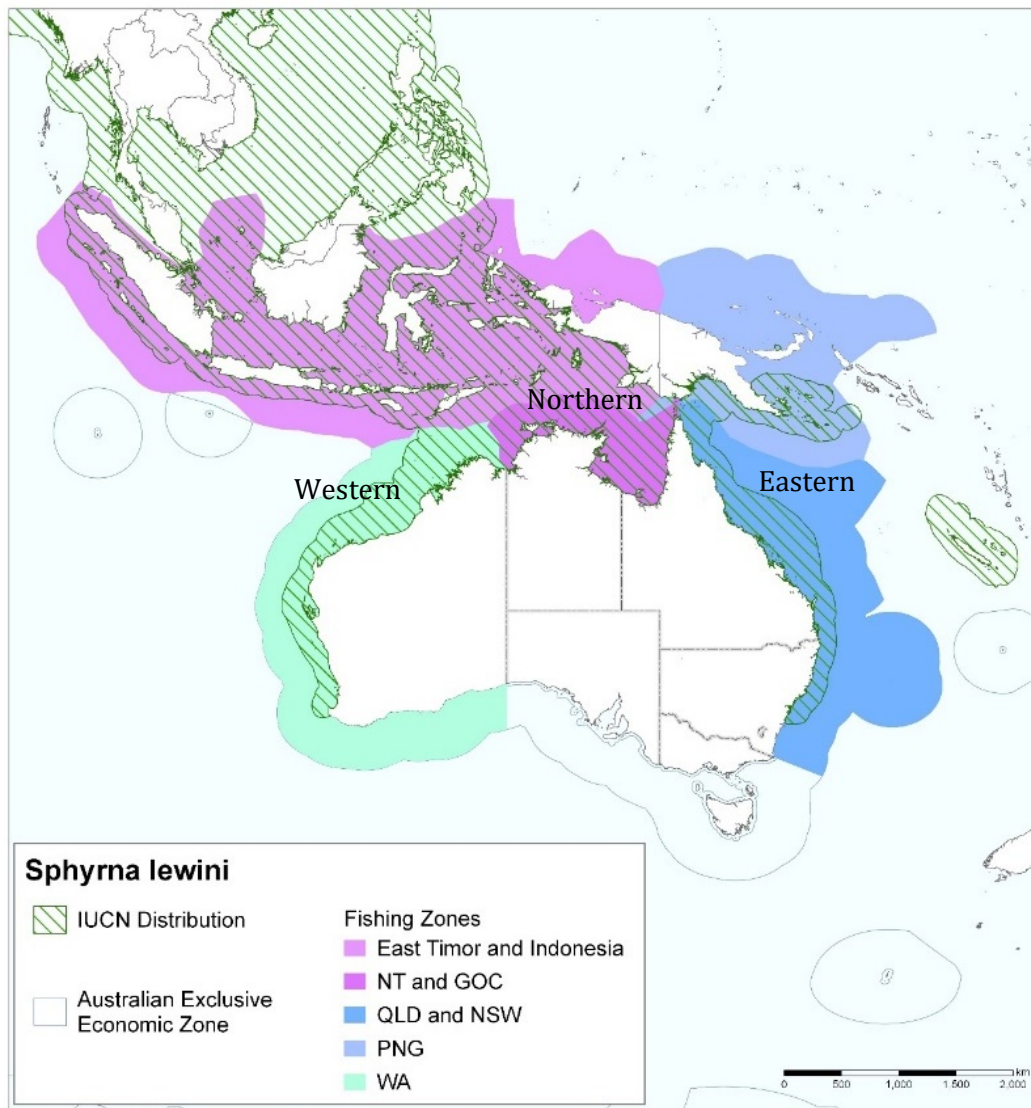 Northern
Western
Eastern
Sphyrna lewini
IUCN Distribution
Australian Exclusive
Economic Zone
Fishing Zones
East Timor and Indonesia
NT and GOC
QLD and NSW
PNG
WA
km
0 500 1,000 1.500 2,000